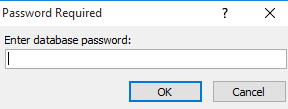 Password Required ?
Enter database password:
OK Cancel